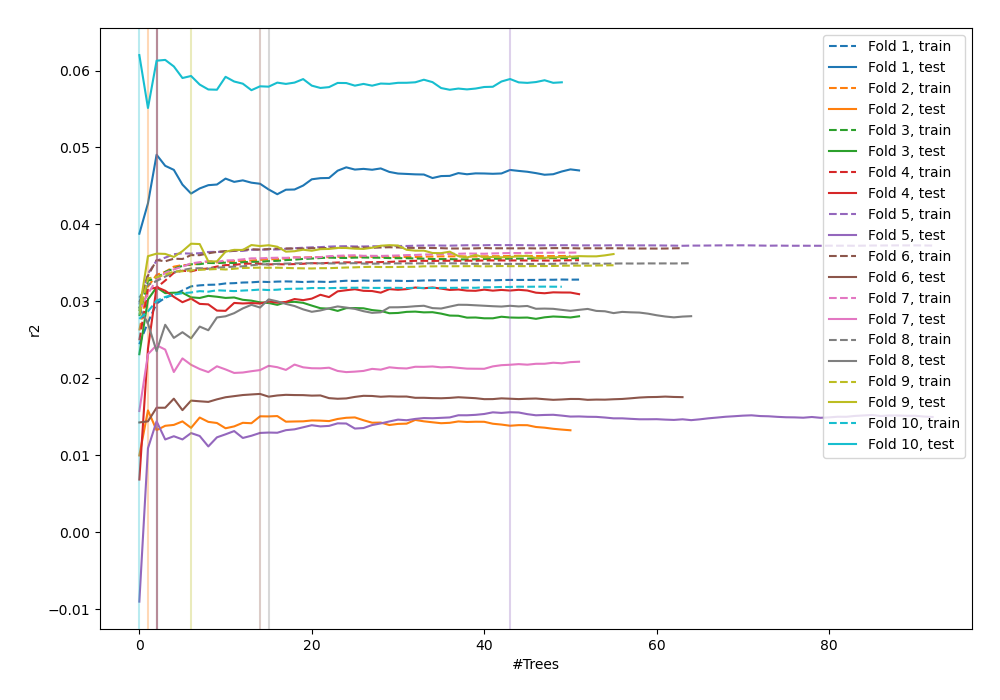 0.06
0.05
0.04
0.03
0.02
0.01
0.00
−0.01
r2
0
20
40
60
80
#Trees
Fold 1, train
Fold 1, test
Fold 2, train
Fold 2, test
Fold 3, train
Fold 3, test
Fold 4, train
Fold 4, test
Fold 5, train
Fold 5, test
Fold 6, train
Fold 6, test
Fold 7, train
Fold 7, test
Fold 8, train
Fold 8, test
Fold 9, train
Fold 9, test
Fold 10, train
Fold 10, test